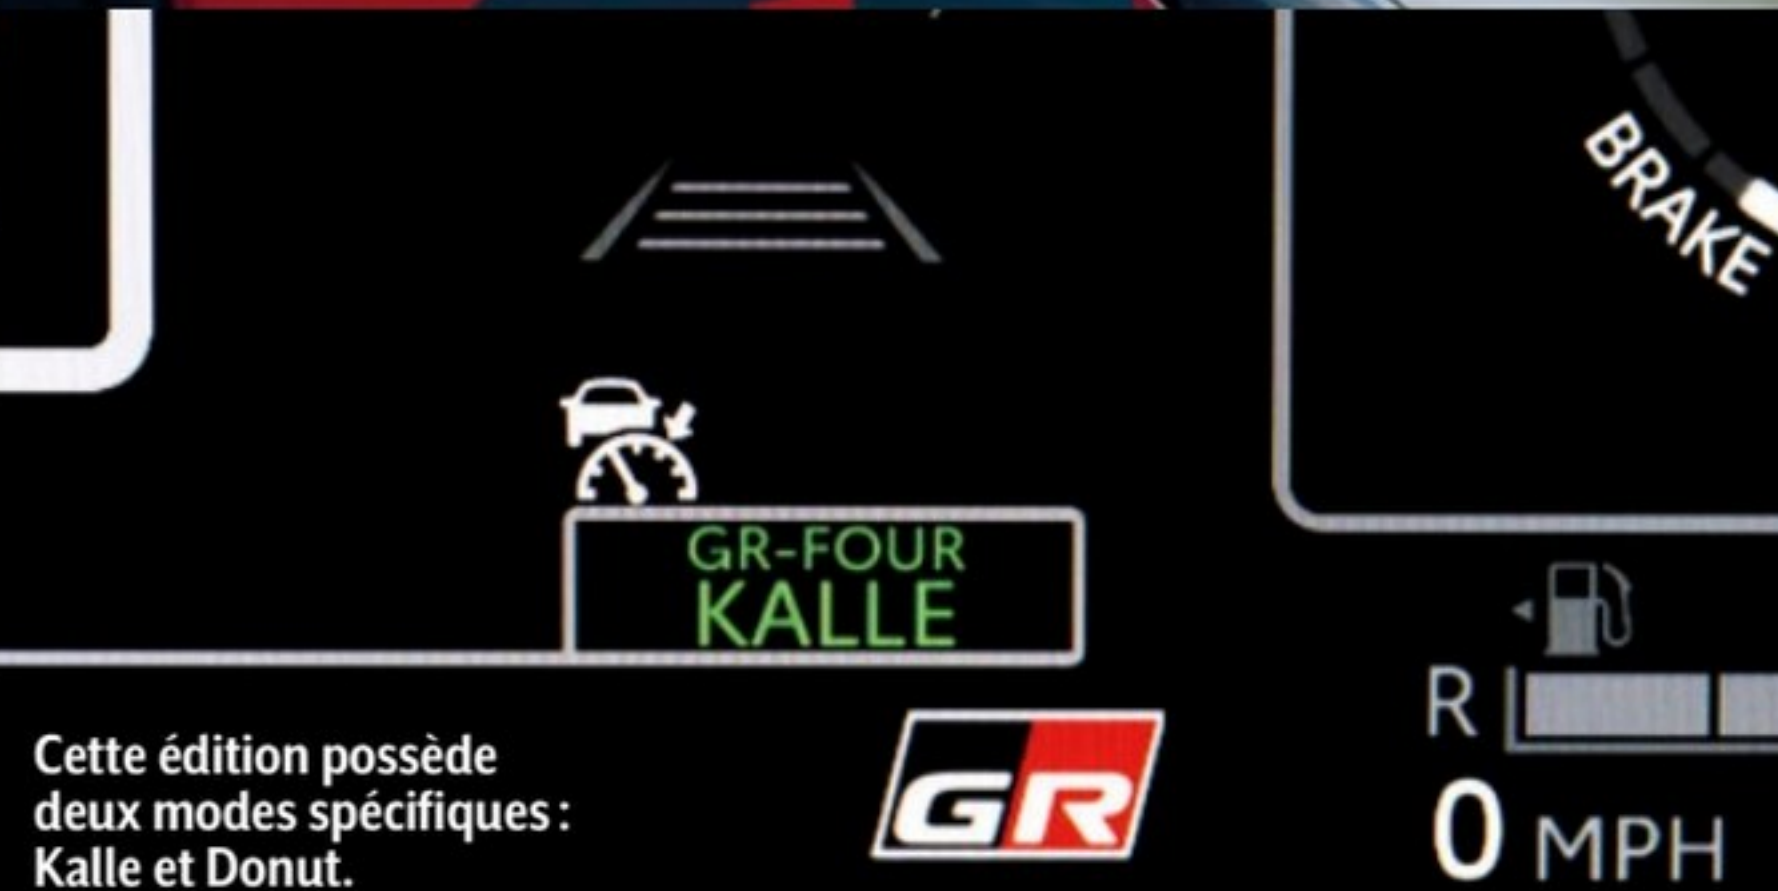 BRAKE
GR-FOUR
KALLE
R
0 MPH
GR
Cette édition possède
deux modes spécifiques :
Kalle et Donut.